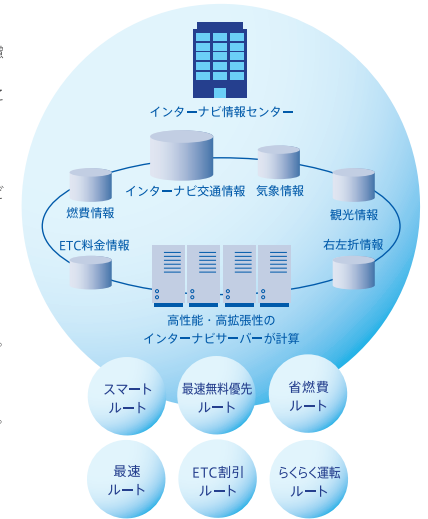 インターナビ情報センター
インターナビ交通情報
気象情報
燃費情報
観光情報
ETC料金情報
右左折情報
高性能・高拡張性の
インターナビサーバーが計算
スマート
ルート
最速無料優先
ルート
省燃費
ルート
最速
ルート
ETC割引
ルート
らくらく運転
ルート